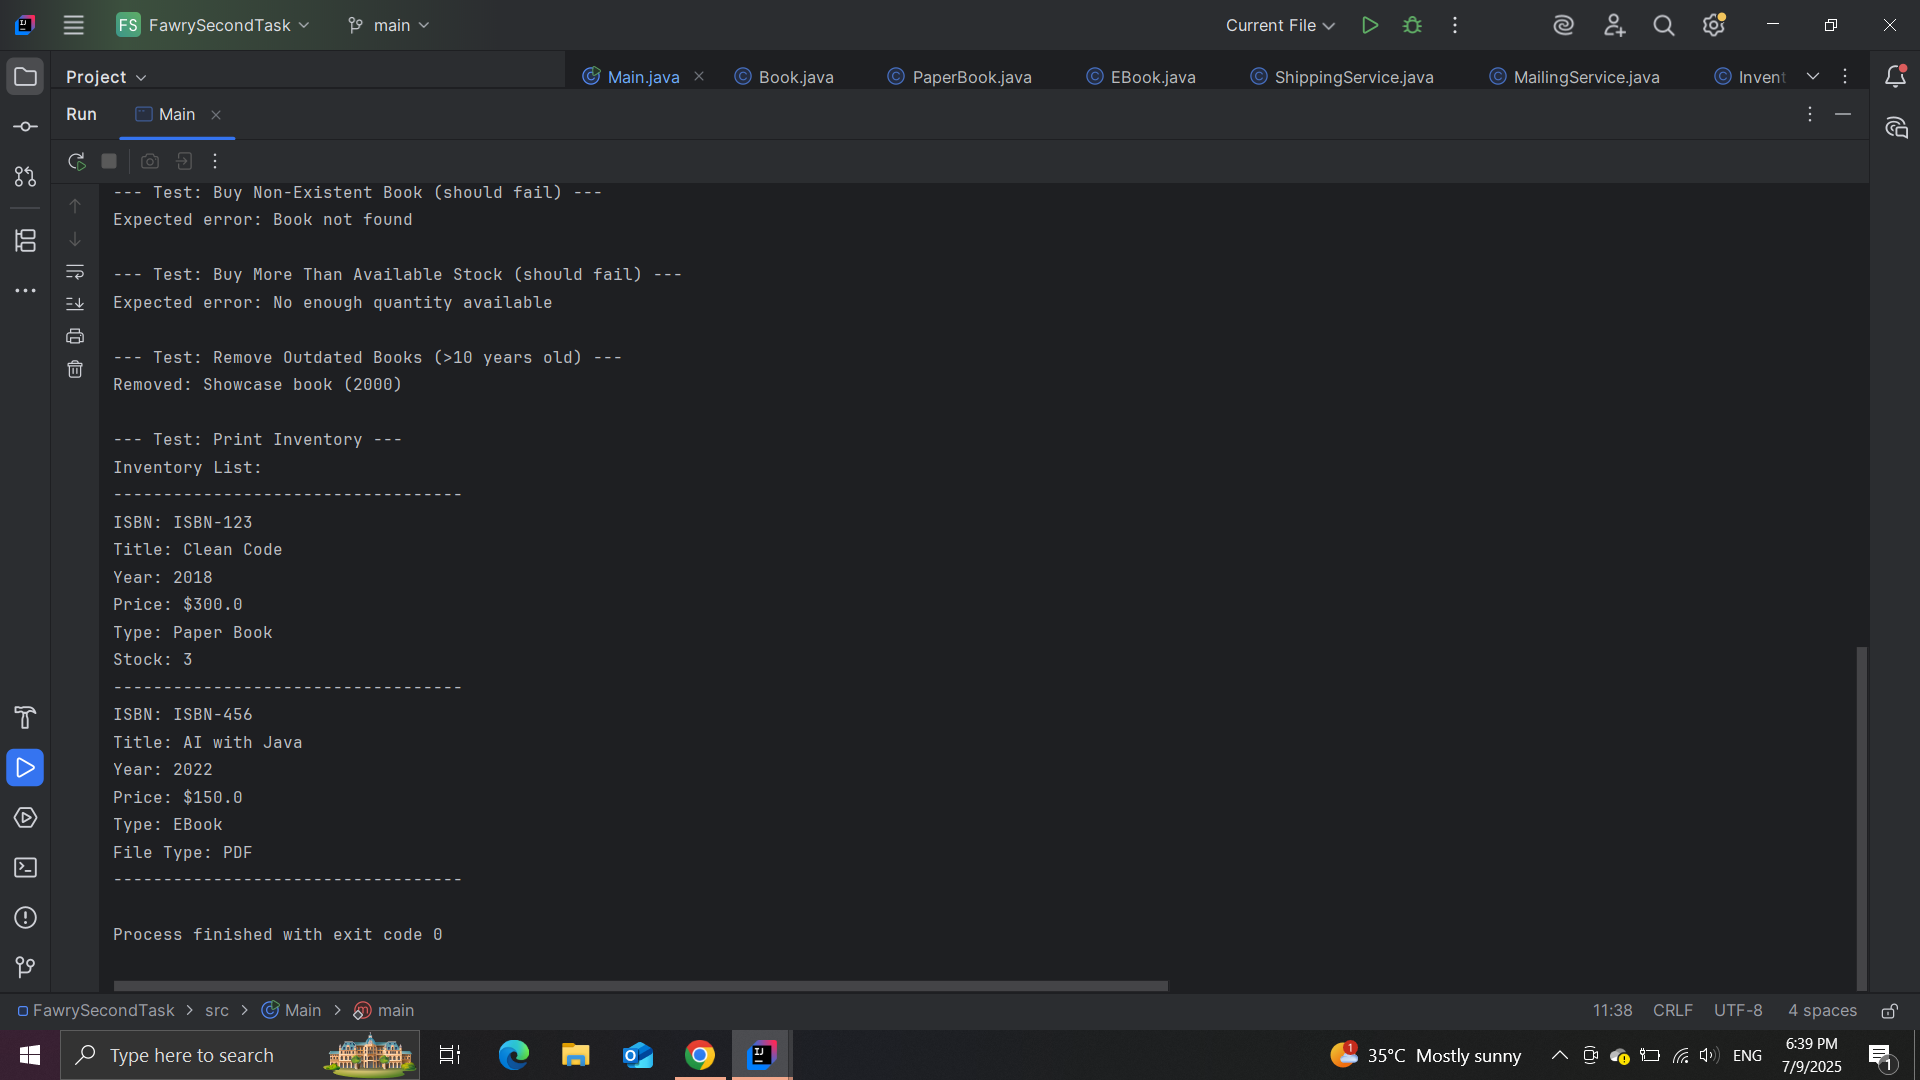 FS FawrySecondTask main Current File
Project Main.java Book.java PaperBook.java EBook.java ShippingService.java MailingService.java Invent
Run Main
--- Test: Buy Non-Existent Book (should fail) ---
Expected error: Book not found
--- Test: Buy More Than Available Stock (should fail) ---
Expected error: No enough quantity available
--- Test: Remove Outdated Books (>10 years old) ---
Removed: Showcase book (2000)
--- Test: Print Inventory ---
Inventory List:
-----------------------------------
ISBN: ISBN-123
Title: Clean Code
Year: 2018
Price: $300.0
Type: Paper Book
Stock: 3
-----------------------------------
ISBN: ISBN-456
Title: AI with Java
Year: 2022
Price: $150.0
Type: EBook
File Type: PDF
-----------------------------------
Process finished with exit code 0
FawrySecondTask > src > Main > main 11:38 CRLF UTF-8 4 spaces
Type here to search 1 35°C Mostly sunny ENG 6:39 PM
7/9/2025 1